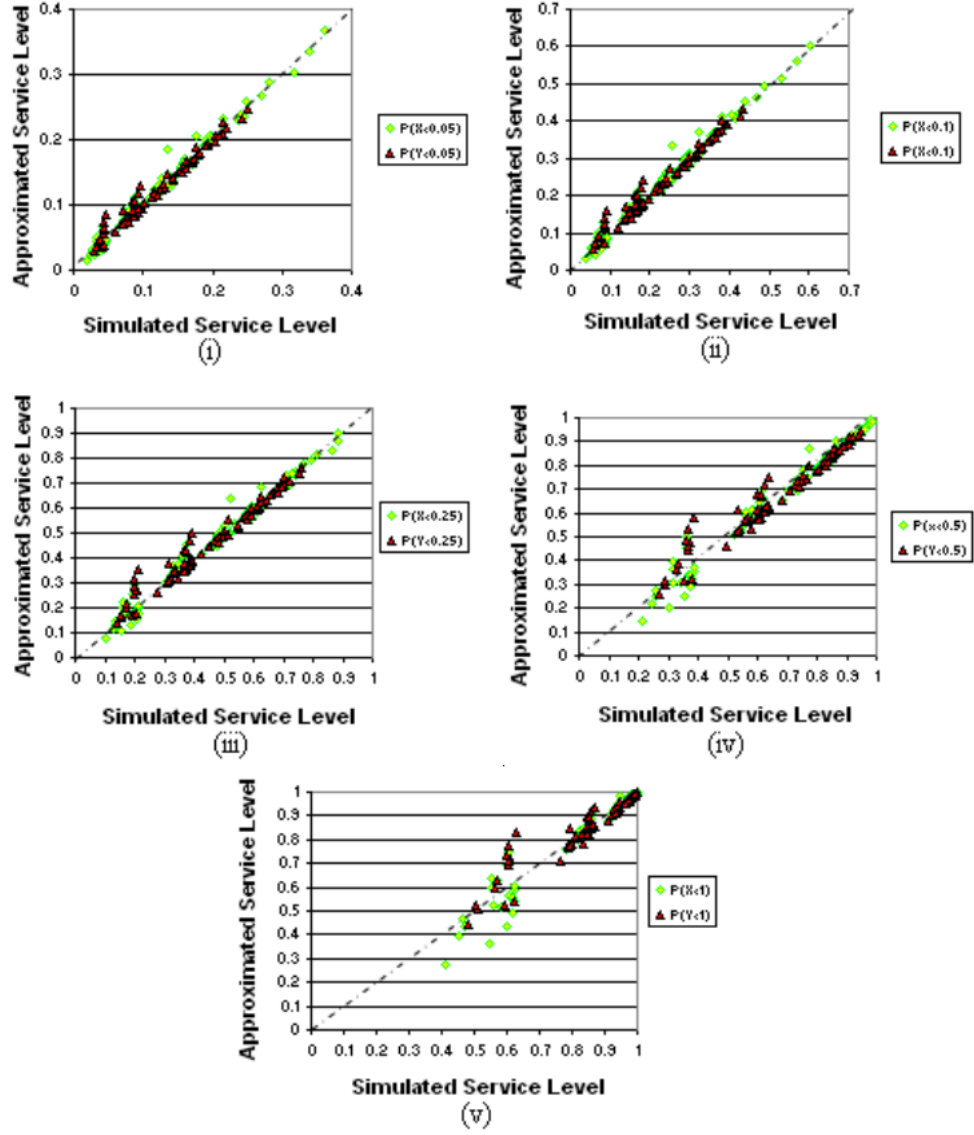 Approximated Service Level
0.4
0.3
0.2
0.1
0
0 0.1 0.2 0.3 0.4
Simulated Service Level
P(X<0.05)
P(Y<0.05)
(i)
Approximated Service Level
0.7
0.6
0.5
0.4
0.3
0.2
0.1
0
0 0.1 0.2 0.3 0.4 0.5 0.6 0.7
Simulated Service Level
P(X<0.1)
P(X<0.1)
(ii)
Approximated Service Level
1
0.9
0.8
0.7
0.6
0.5
0.4
0.3
0.2
0.1
0
0 0.1 0.2 0.3 0.4 0.5 0.6 0.7 0.8 0.9 1
Simulated Service Level
P(X<0.25)
P(Y<0.25)
(iii)
Approximated Service Level
1
0.9
0.8
0.7
0.6
0.5
0.4
0.3
0.2
0.1
0
0 0.1 0.2 0.3 0.4 0.5 0.6 0.7 0.8 0.9 1
Simulated Service Level
P(x<0.5)
P(Y<0.5)
(iv)
Approximated Service Level
1
0.9
0.8
0.7
0.6
0.5
0.4
0.3
0.2
0.1
0
0 0.1 0.2 0.3 0.4 0.5 0.6 0.7 0.8 0.9 1
Simulated Service Level
P(X<1)
P(Y<1)
(v)